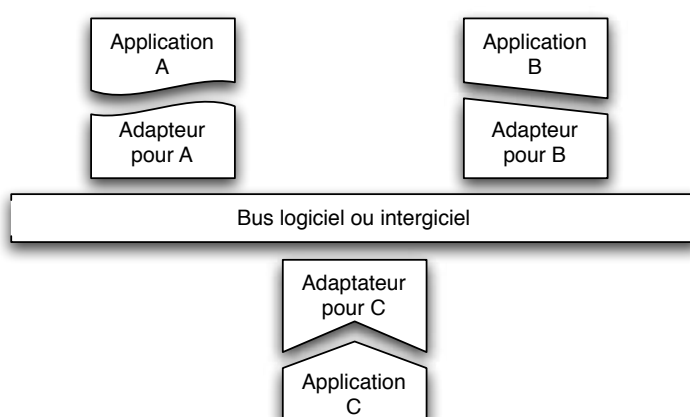 Application
A
Application
B
Adapteur
pour A
Adapteur
pour B
Bus logiciel ou intergiciel
Adaptateur
pour C
Application
C